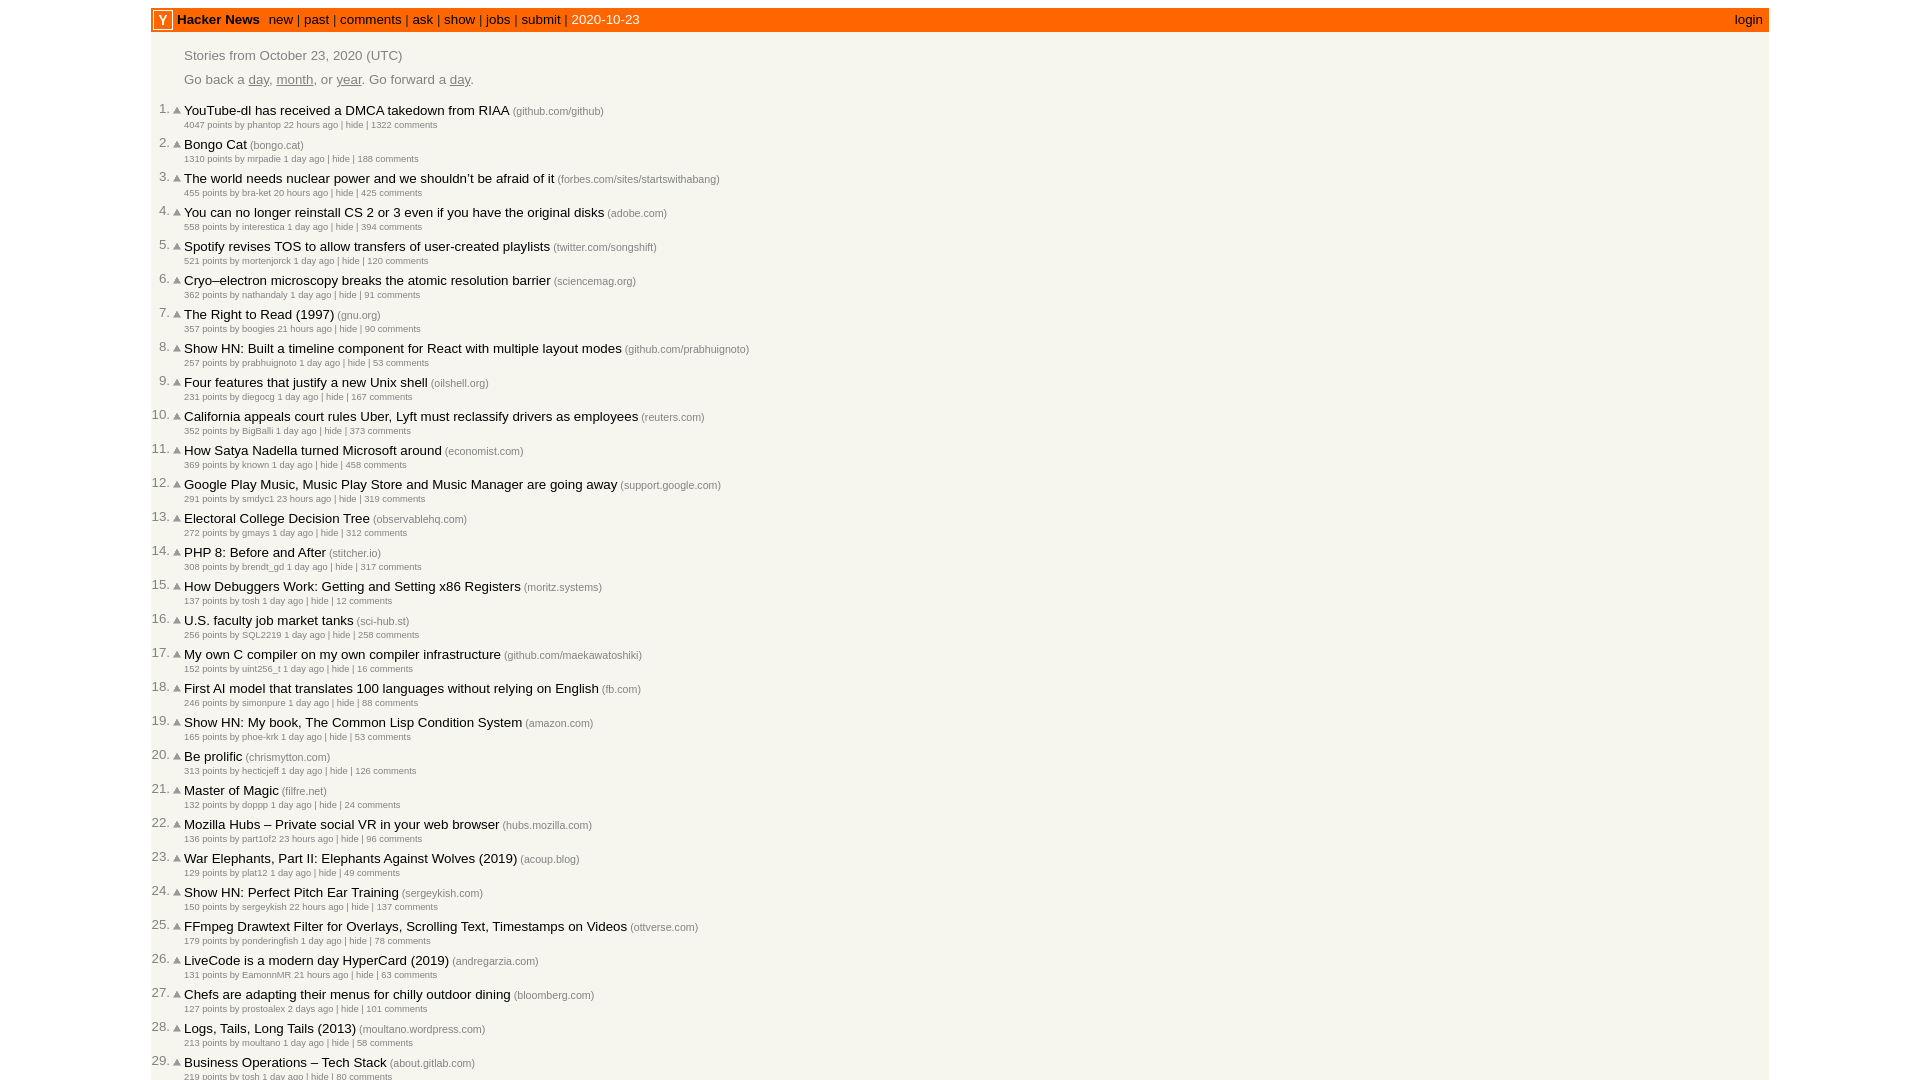 Y Hacker News new | past | comments | ask | show | jobs | submit | 2020-10-23 login
Stories from October 23, 2020 (UTC)
Go back a day, month, or year. Go forward a day.
1. YouTube-dl has received a DMCA takedown from RIAA (github.com/github)
4047 points by phantop 22 hours ago | hide | 1322 comments
2. Bongo Cat (bongo.cat)
1310 points by mrpadie 1 day ago | hide | 188 comments
3. The world needs nuclear power and we shouldn’t be afraid of it (forbes.com/sites/startswithabang)
455 points by bra-ket 20 hours ago | hide | 425 comments
4. You can no longer reinstall CS 2 or 3 even if you have the original disks (adobe.com)
558 points by interestica 1 day ago | hide | 394 comments
5. Spotify revises TOS to allow transfers of user-created playlists (twitter.com/songshift)
521 points by mortenjorck 1 day ago | hide | 120 comments
6. Cryo–electron microscopy breaks the atomic resolution barrier (sciencemag.org)
362 points by nathandaly 1 day ago | hide | 91 comments
7. The Right to Read (1997) (gnu.org)
357 points by boogies 21 hours ago | hide | 90 comments
8. Show HN: Built a timeline component for React with multiple layout modes (github.com/prabhuignoto)
257 points by prabhuignoto 1 day ago | hide | 53 comments
9. Four features that justify a new Unix shell (oilshell.org)
231 points by diegocg 1 day ago | hide | 167 comments
10. California appeals court rules Uber, Lyft must reclassify drivers as employees (reuters.com)
352 points by BigBalli 1 day ago | hide | 373 comments
11. How Satya Nadella turned Microsoft around (economist.com)
369 points by known 1 day ago | hide | 458 comments
12. Google Play Music, Music Play Store and Music Manager are going away (support.google.com)
291 points by smdyc1 23 hours ago | hide | 319 comments
13. Electoral College Decision Tree (observablehq.com)
272 points by gmays 1 day ago | hide | 312 comments
14. PHP 8: Before and After (stitcher.io)
308 points by brendt_gd 1 day ago | hide | 317 comments
15. How Debuggers Work: Getting and Setting x86 Registers (moritz.systems)
137 points by tosh 1 day ago | hide | 12 comments
16. U.S. faculty job market tanks (sci-hub.st)
256 points by SQL2219 1 day ago | hide | 258 comments
17. My own C compiler on my own compiler infrastructure (github.com/maekawatoshiki)
152 points by uint256_t 1 day ago | hide | 16 comments
18. First AI model that translates 100 languages without relying on English (fb.com)
246 points by simonpure 1 day ago | hide | 88 comments
19. Show HN: My book, The Common Lisp Condition System (amazon.com)
165 points by phoe-krk 1 day ago | hide | 53 comments
20. Be prolific (chrismytton.com)
313 points by hecticjeff 1 day ago | hide | 126 comments
21. Master of Magic (filfre.net)
132 points by doppp 1 day ago | hide | 24 comments
22. Mozilla Hubs – Private social VR in your web browser (hubs.mozilla.com)
136 points by part1of2 23 hours ago | hide | 96 comments
23. War Elephants, Part II: Elephants Against Wolves (2019) (acoup.blog)
129 points by plat12 1 day ago | hide | 49 comments
24. Show HN: Perfect Pitch Ear Training (sergeykish.com)
150 points by sergeykish 22 hours ago | hide | 137 comments
25. FFmpeg Drawtext Filter for Overlays, Scrolling Text, Timestamps on Videos (ottverse.com)
179 points by ponderingfish 1 day ago | hide | 78 comments
26. LiveCode is a modern day HyperCard (2019) (andregarzia.com)
131 points by EamonnMR 21 hours ago | hide | 63 comments
27. Chefs are adapting their menus for chilly outdoor dining (bloomberg.com)
127 points by prostoalex 2 days ago | hide | 101 comments
28. Logs, Tails, Long Tails (2013) (moultano.wordpress.com)
213 points by moultano 1 day ago | hide | 58 comments
29. Business Operations – Tech Stack (about.gitlab.com)
219 points by tosh 1 day ago | hide | 80 comments